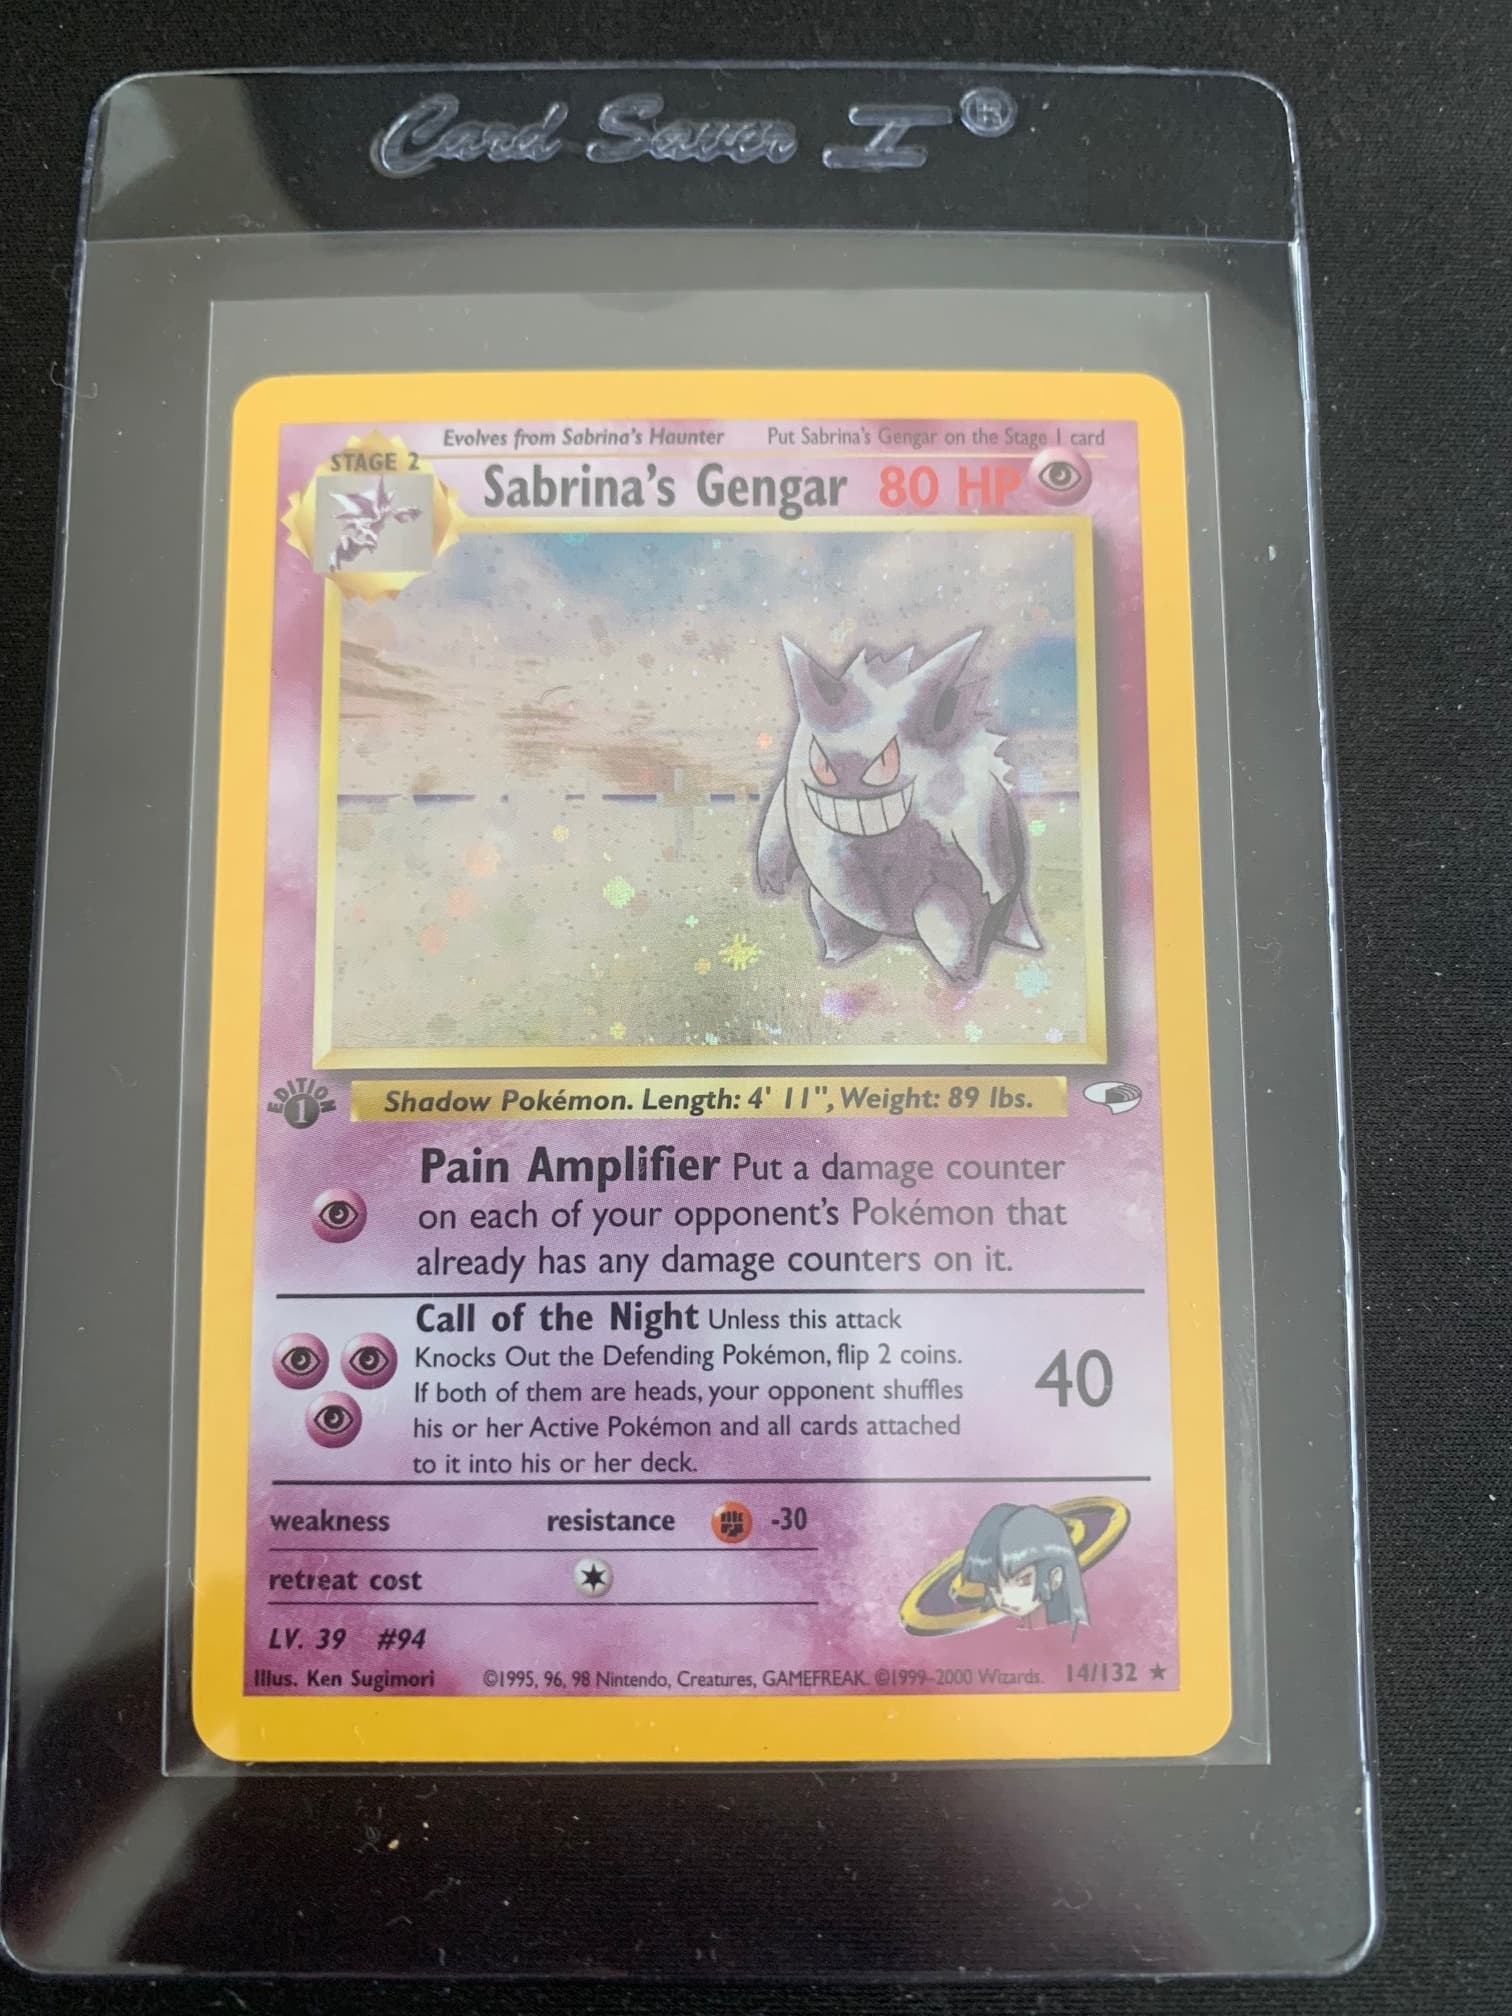 Card Saver I®
Evolves from Sabrina's Haunter Put Sabrina's Gengar on the Stage 1 card
STAGE 2
Sabrina's Gengar 80 HP
EDITION
1
Shadow Pokémon. Length: 4' 11", Weight: 89 lbs.
Pain Amplifier Put a damage counter
on each of your opponent's Pokémon that
already has any damage counters on it.
Call of the Night Unless this attack
Knocks Out the Defending Pokémon, flip 2 coins.
If both of them are heads, your opponent shuffles
his or her Active Pokémon and all cards attached
to it into his or her deck.
40
weakness resistance -30
retreat cost
LV. 39 #94
Illus. Ken Sugimori ©1995, 96, 98 Nintendo, Creatures, GAMEFREAK. ©1999-2000 Wizards. 14/132 ★